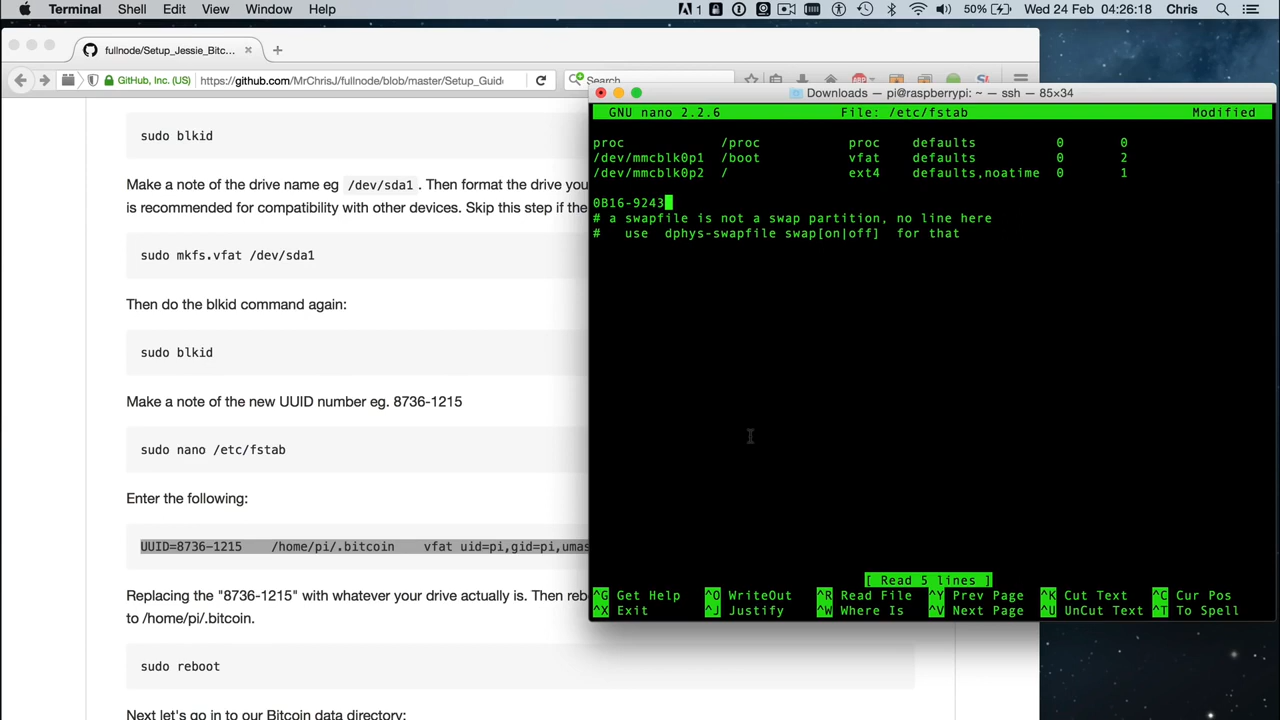 Terminal Shell Edit View Window Help 1 50% Wed 24 Feb 04:26:18 Chris
fullnode/Setup_Jessie_Bitc...
GitHub, Inc. (US) https://github.com/MrChrisJ/fullnode/blob/master/Setup_Guid Search
sudo blkid
Make a note of the drive name eg /dev/sda1. Then format the drive you
is recommended for compatibility with other devices. Skip this step if the
sudo mkfs.vfat /dev/sda1
Then do the blkid command again:
sudo blkid
Make a note of the new UUID number eg. 8736-1215
sudo nano /etc/fstab
Enter the following:
UUID=8736-1215 /home/pi/.bitcoin vfat uid=pi,gid=pi,umas
Replacing the "8736-1215" with whatever your drive actually is. Then reb
to /home/pi/.bitcoin.
sudo reboot
Next let's go in to our Bitcoin data directory:
Downloads — pi@raspberrypi: ~ — ssh — 85×34
GNU nano 2.2.6 File: /etc/fstab Modified
proc /proc proc defaults 0 0
/dev/mmcblk0p1 /boot vfat defaults 0 2
/dev/mmcblk0p2 / ext4 defaults,noatime 0 1
0B16-9243
# a swapfile is not a swap partition, no line here
# use dphys-swapfile swap[on|off] for that
[ Read 5 lines ]
^G Get Help ^O WriteOut ^R Read File ^Y Prev Page ^K Cut Text ^C Cur Pos
^X Exit ^J Justify ^W Where Is ^V Next Page ^U UnCut Text ^T To Spell